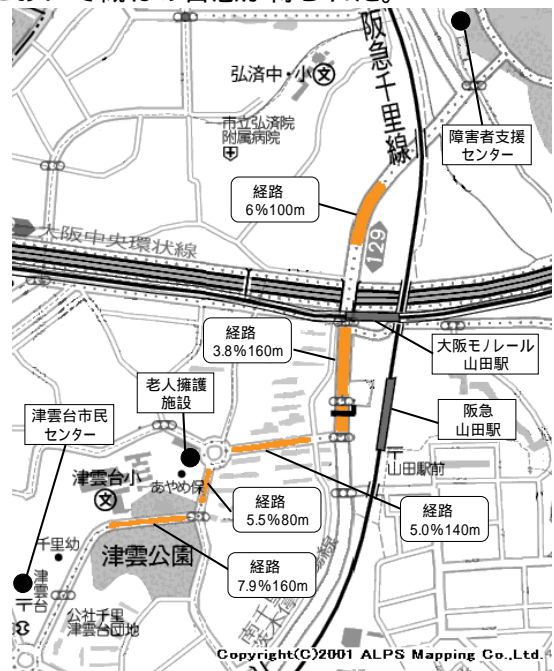 弘済中・小
文
阪急千里線
市立弘済院
附属病院
障害者支援
センター
経路
6%100m
大阪中央環状線
129
経路
3.8%160m
大阪モノレール
山田駅
老人擁護
施設
津雲台市民
センター
阪急
山田駅
〒
山田駅前
津雲台小
文
あやめ保
経路
5.5%80m
経路
5.0%140m
千里幼
津雲公園
経路
7.9%160m
津雲台
〒
公社千里
津雲台団地
Copyright(C)2001 ALPS Mapping Co.,Ltd.